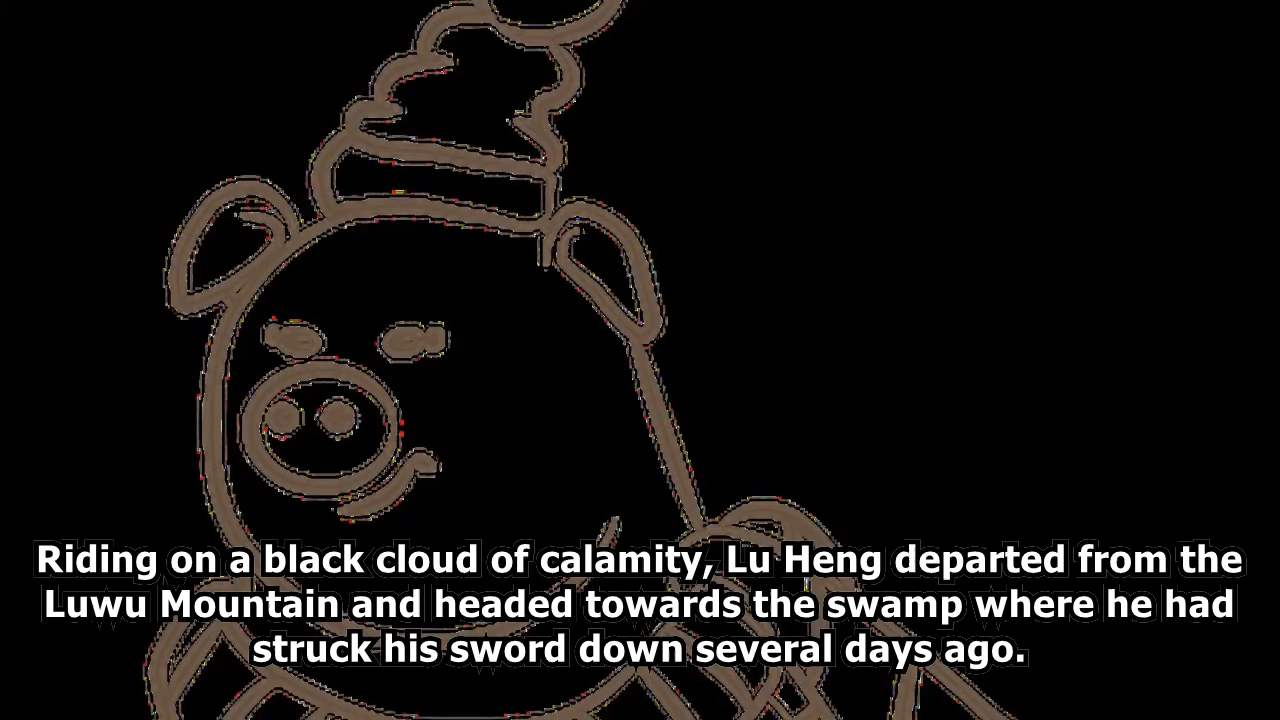 Riding on a black cloud of calamity, Lu Heng departed from the
Luwu Mountain and headed towards the swamp where he had
struck his sword down several days ago.